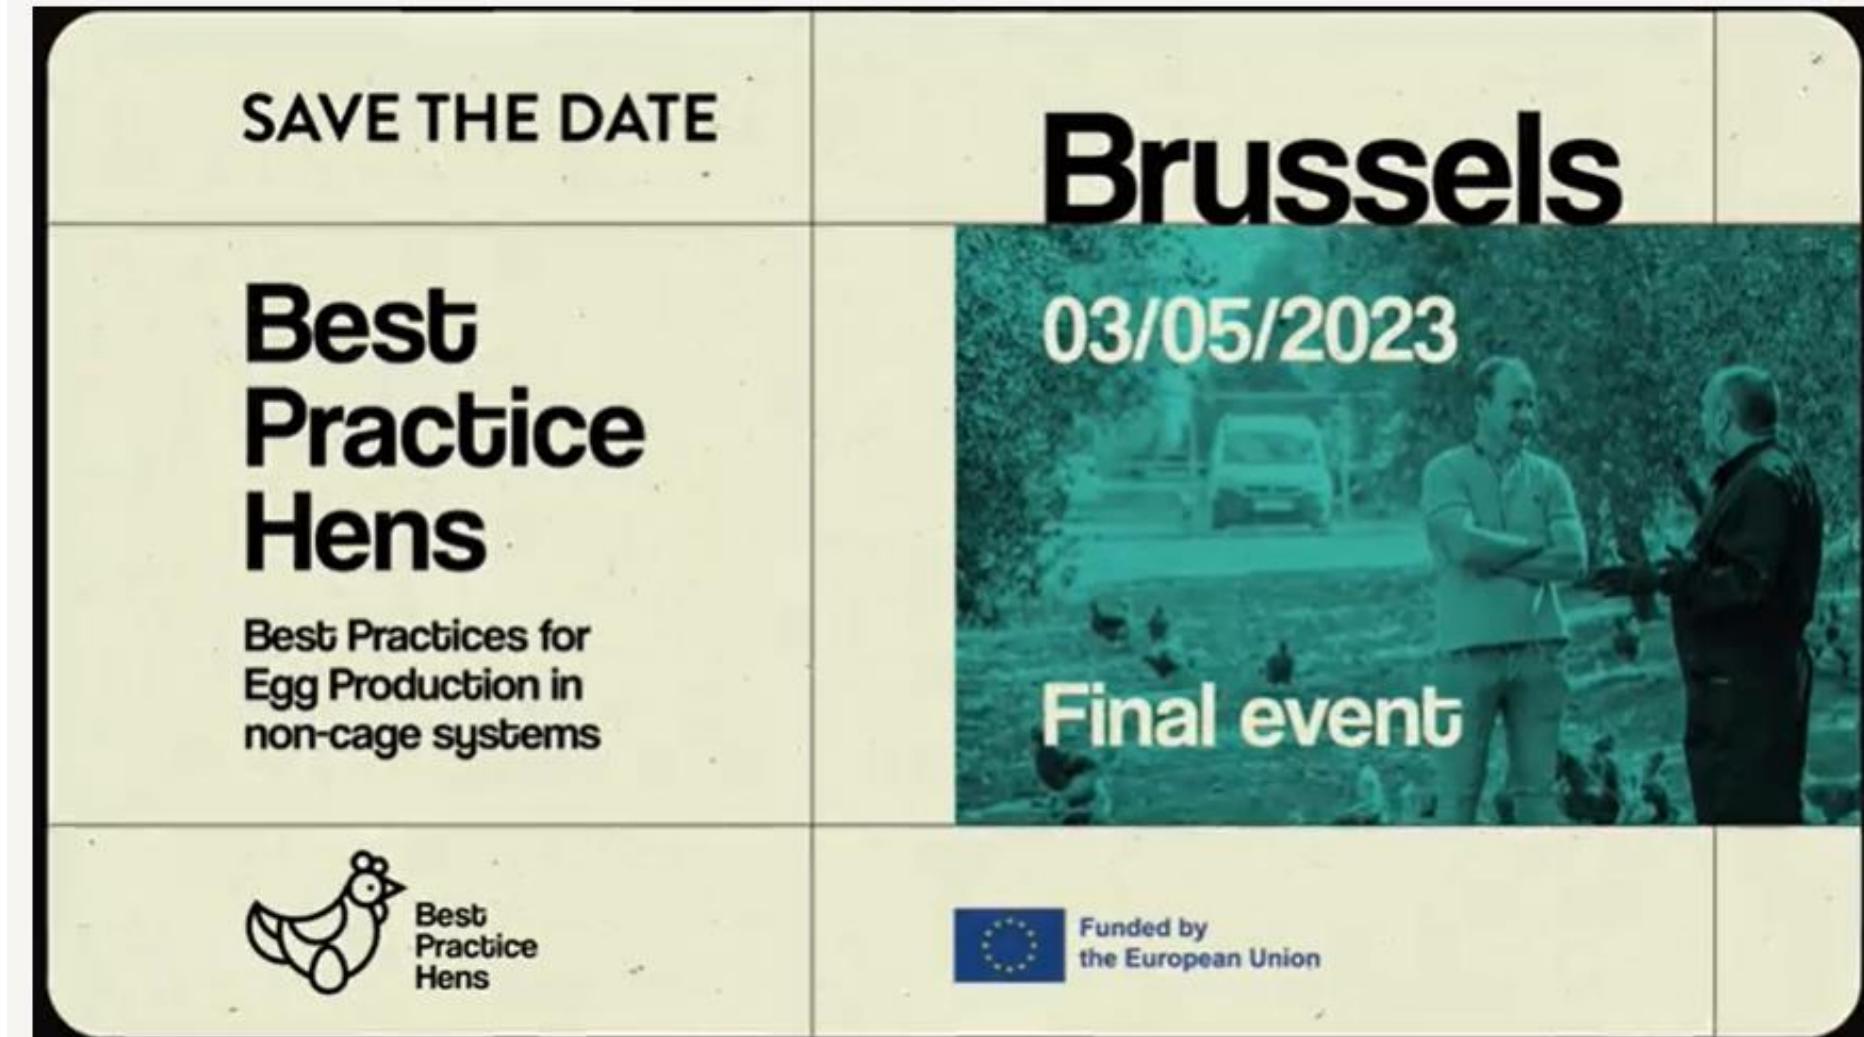 SAVE THE DATE
Brussels
Best
Practice
Hens
Best Practices for
Egg Production in
non-cage systems
03/05/2023
Final event
Best
Practice
Hens
Funded by
the European Union